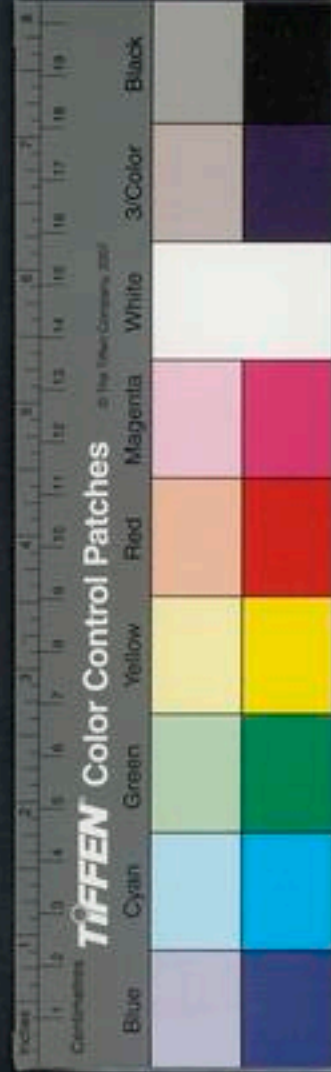 Inches 1 2 3 4 5 6 7 8
Centimetres 1 2 3 4 5 6 7 8 9 10 11 12 13 14 15 16 17 18 19
TIFFEN Color Control Patches © The Tiffen Company, 2007
Blue Cyan Green Yellow Red Magenta White 3/Color Black